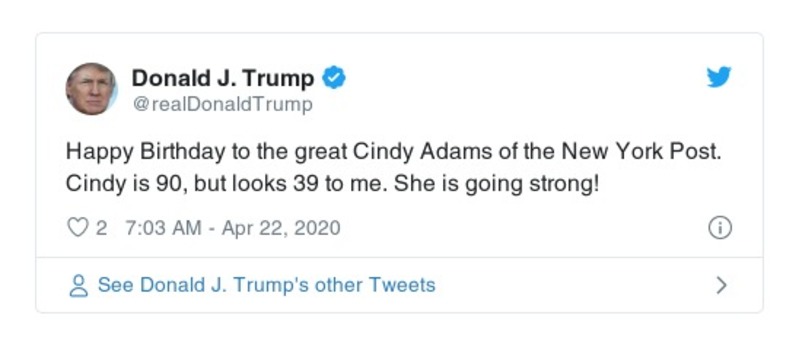 Donald J. Trump
@realDonaldTrump
Happy Birthday to the great Cindy Adams of the New York Post.
Cindy is 90, but looks 39 to me. She is going strong!
2 7:03 AM - Apr 22, 2020
See Donald J. Trump's other Tweets